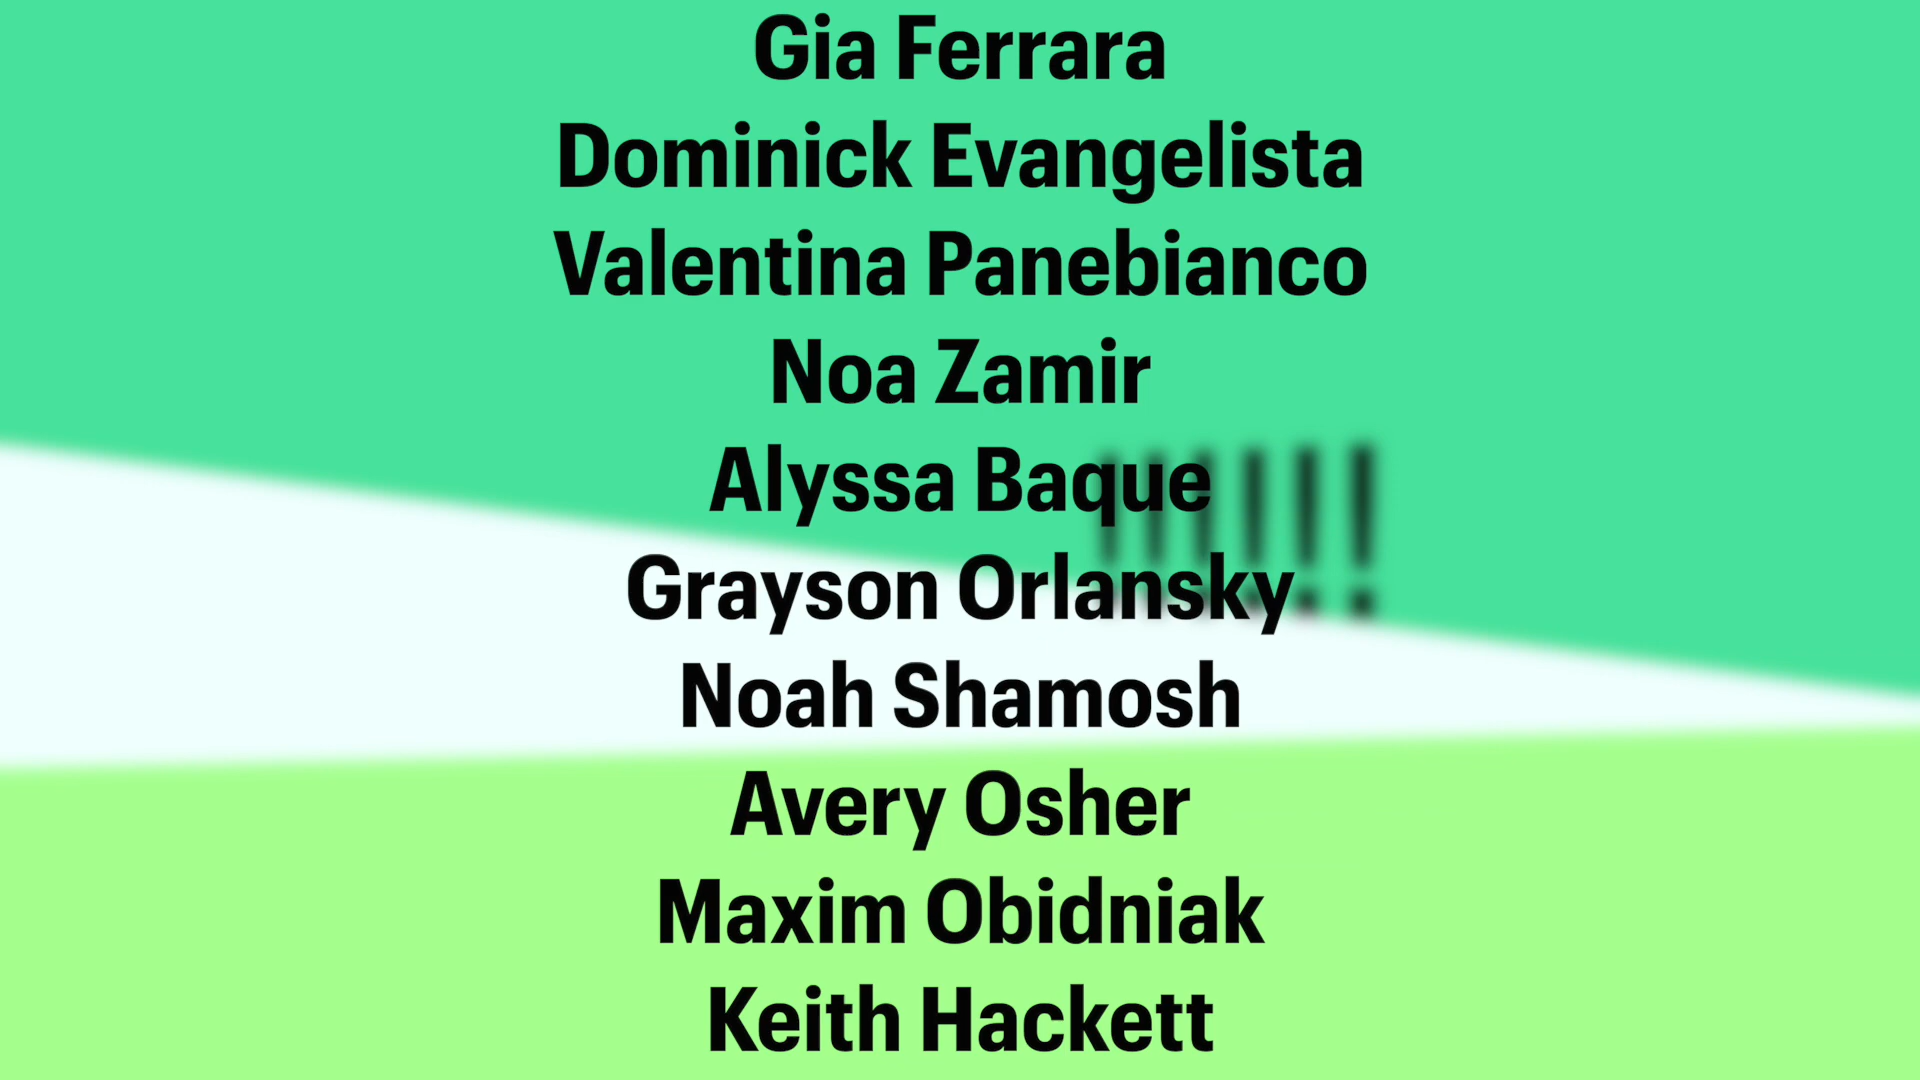 Gia Ferrara
Dominick Evangelista
Valentina Panebianco
Noa Zamir
Alyssa Baque
!!!!!!
Grayson Orlansky
Noah Shamosh
Avery Osher
Maxim Obidniak
Keith Hackett